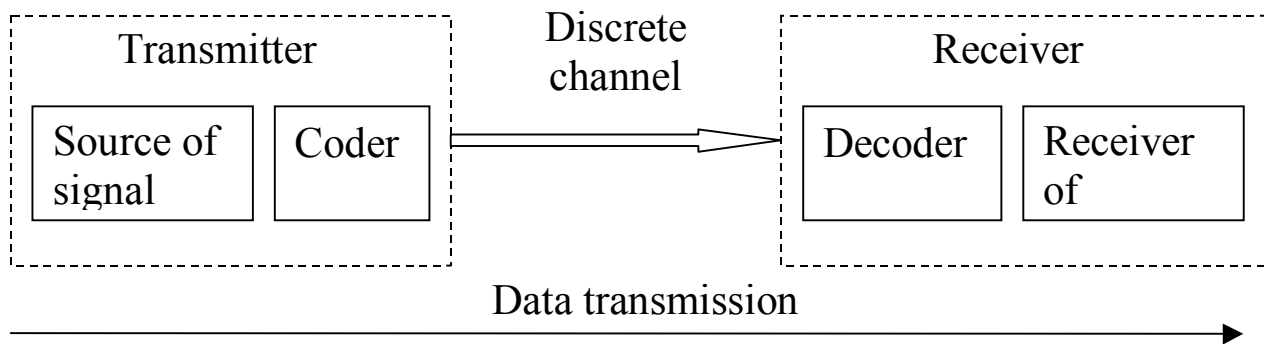 Transmitter
Discrete
channel
Receiver
Source of
signal
Coder
Decoder
Receiver
of
Data transmission